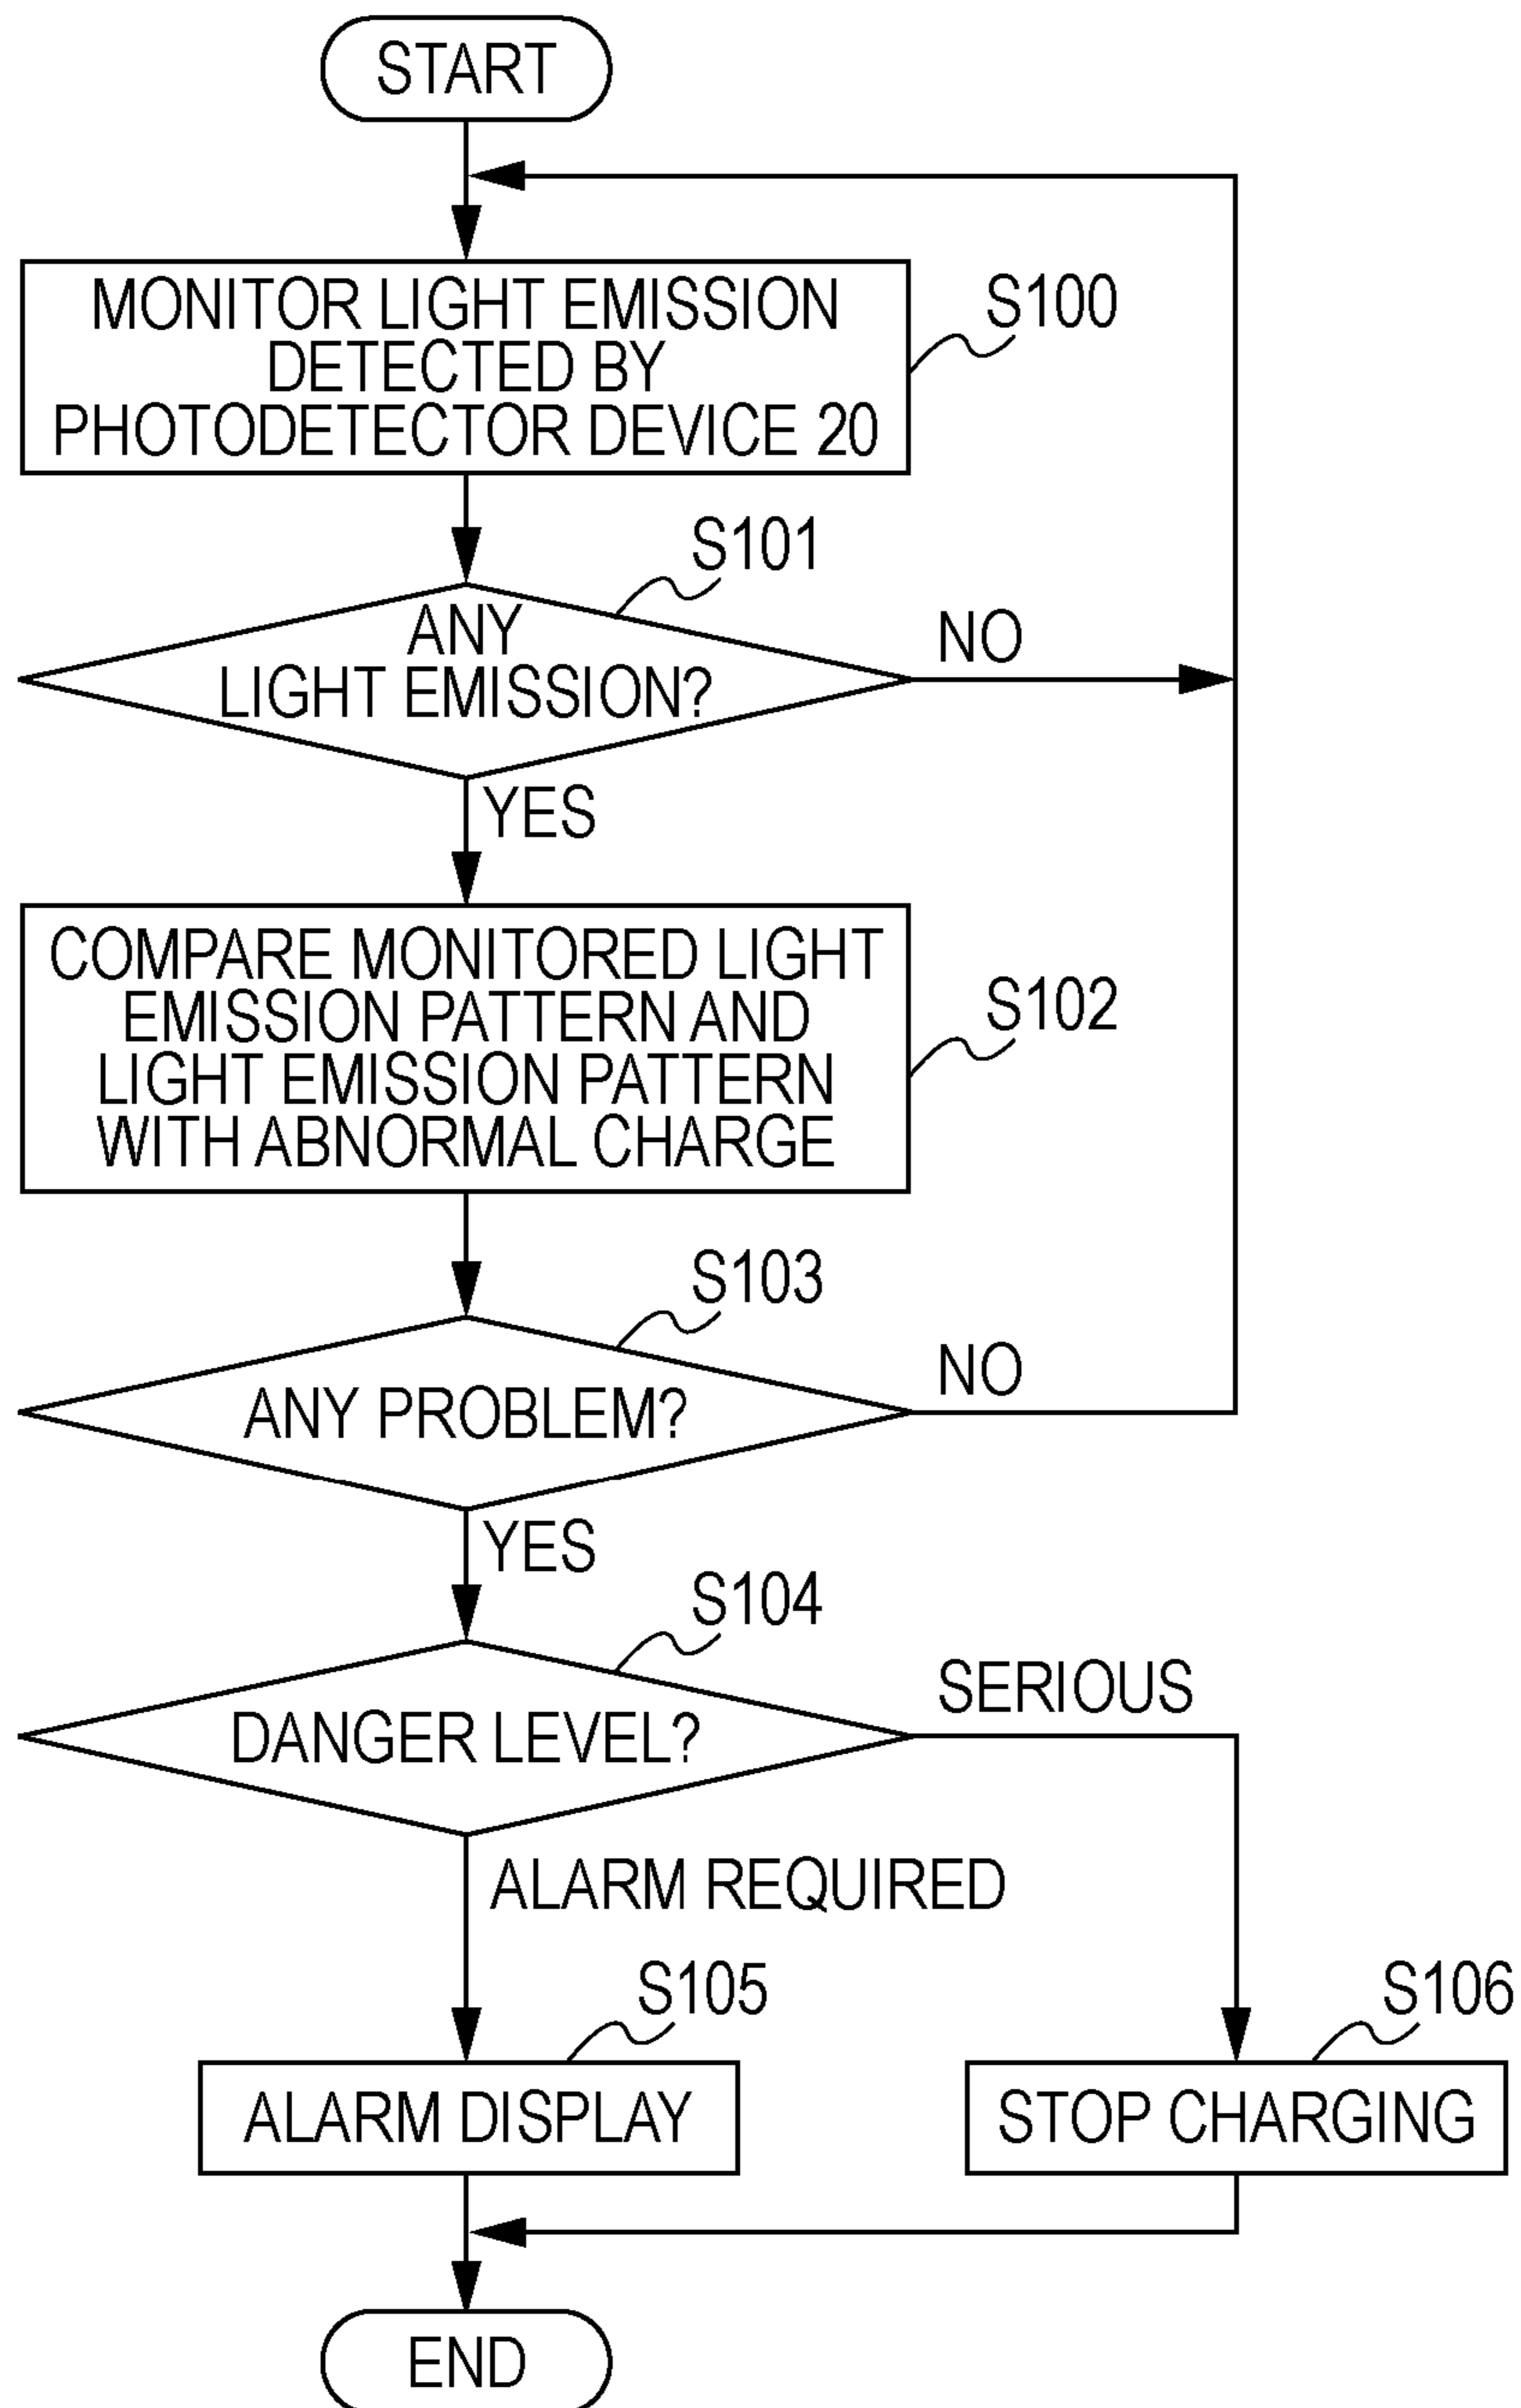 START
MONITOR LIGHT EMISSION
DETECTED BY
PHOTODETECTOR DEVICE 20
S100
S101
ANY
LIGHT EMISSION?
NO
YES
COMPARE MONITORED LIGHT
EMISSION PATTERN AND
LIGHT EMISSION PATTERN
WITH ABNORMAL CHARGE
S102
S103
ANY PROBLEM?
NO
YES
S104
DANGER LEVEL?
SERIOUS
ALARM REQUIRED
S105
ALARM DISPLAY
S106
STOP CHARGING
END